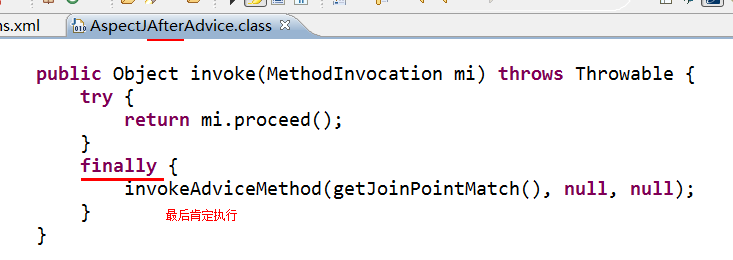 ns.xml
AspectJAfterAdvice.class
public Object invoke(MethodInvocation mi) throws Throwable {
try {
return mi.proceed();
}
finally {
invokeAdviceMethod(getJoinPointMatch(), null, null);
}
最后肯定执行
}